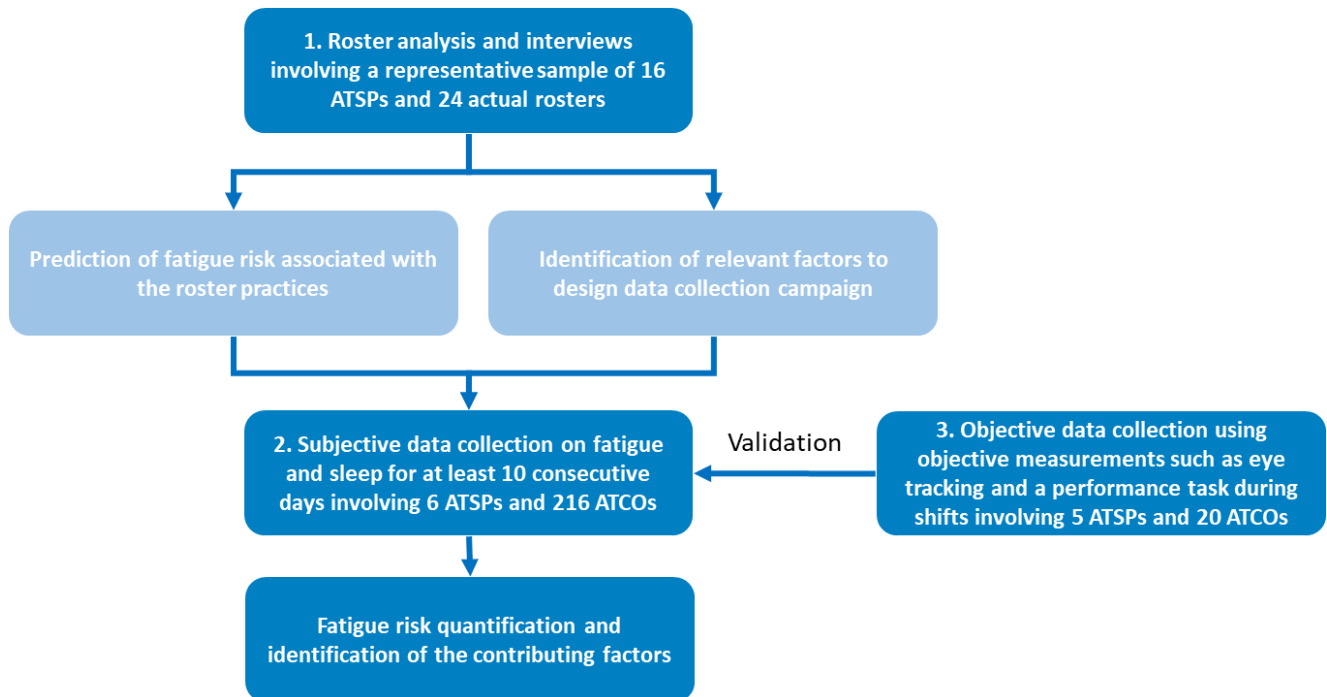 1. Roster analysis and interviews
involving a representative sample of 16
ATSPs and 24 actual rosters
Prediction of fatigue risk associated with
the roster practices
Identification of relevant factors to
design data collection campaign
2. Subjective data collection on fatigue
and sleep for at least 10 consecutive
days involving 6 ATSPs and 216 ATCOs
Validation
3. Objective data collection using
objective measurements such as eye
tracking and a performance task during
shifts involving 5 ATSPs and 20 ATCOs
Fatigue risk quantification and
identification of the contributing factors